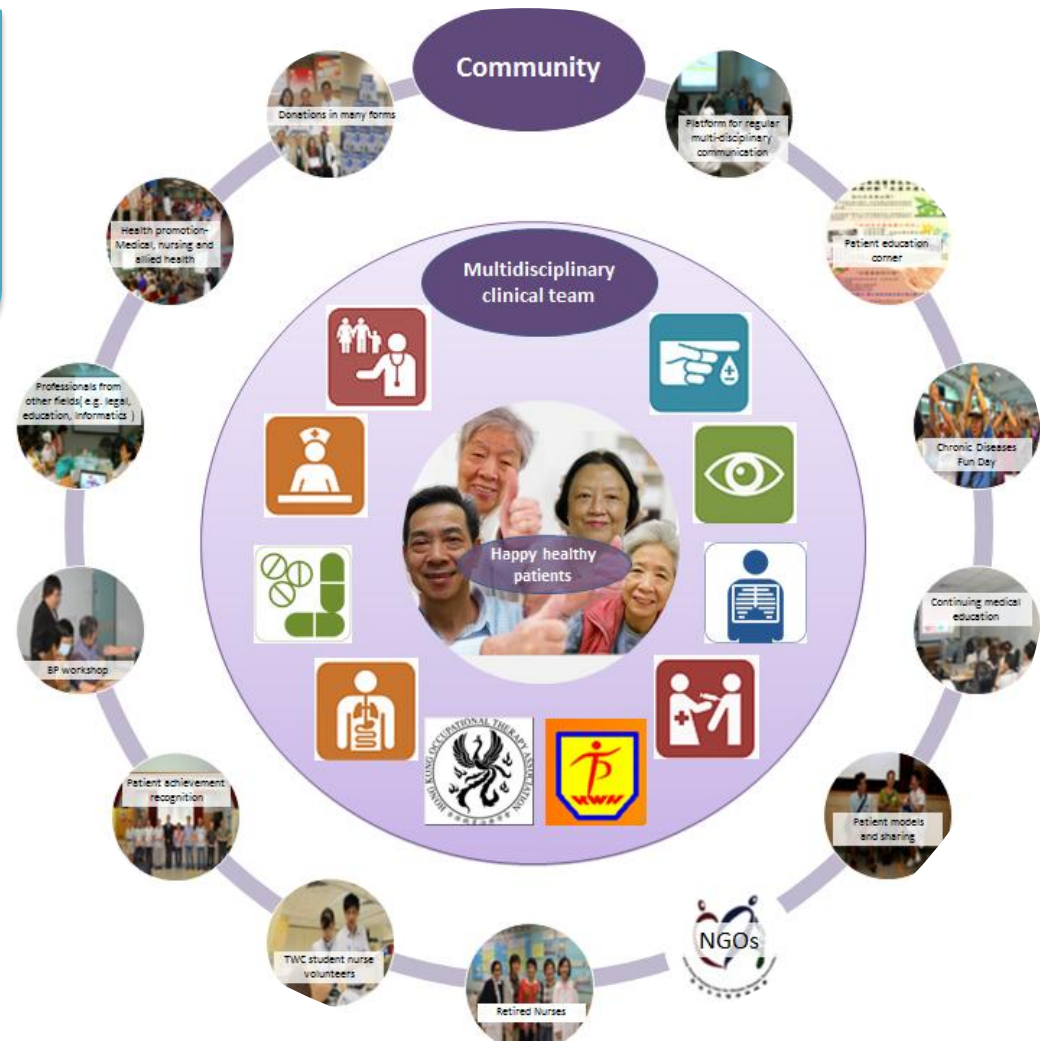 Community
Platform for regular
multi-disciplinary
communication
Patient education
corner
Chronic Diseases
Fun Day
Continuing medical
education
Patient models
and sharing
NGOs
Retired Nurses
TWC student nurse
volunteers
Patient achievement
recognition
BP workshop
Professionals from
other fields( e.g. legal,
education, Informatics )
Health promotion-
Medical, nursing and
allied health
Donations in many forms
Multidisciplinary
clinical team
Happy healthy
patients
HONG KONG OCCUPATIONAL THERAPY ASSOCIATION
KWH